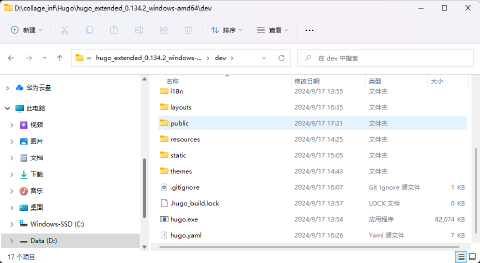 D:\collage_inf\Hugo\hugo_extended_0.134.2_windows-amd64\dev
新建 排序 查看
« hugo_extended_0.134.2_windows-... › dev ›
在 dev 中搜索
名称 修改日期 类型 大小
华为云盘
此电脑
视频
图片
文档
下载
音乐
桌面
Windows-SSD (C:)
Data (D:)
i18n 2024/9/17 13:55 文件夹
layouts 2024/9/17 16:35 文件夹
public 2024/9/17 17:21 文件夹
resources 2024/9/17 14:25 文件夹
static 2024/9/17 15:05 文件夹
themes 2024/9/17 14:43 文件夹
.gitignore 2024/9/17 16:07 Git Ignore 源文件 1 KB
.hugo_build.lock 2024/9/17 13:57 LOCK 文件 0 KB
hugo.exe 2024/9/17 13:54 应用程序 82,074 KB
hugo.yaml 2024/9/17 16:26 Yaml 源文件 7 KB
17 个项目